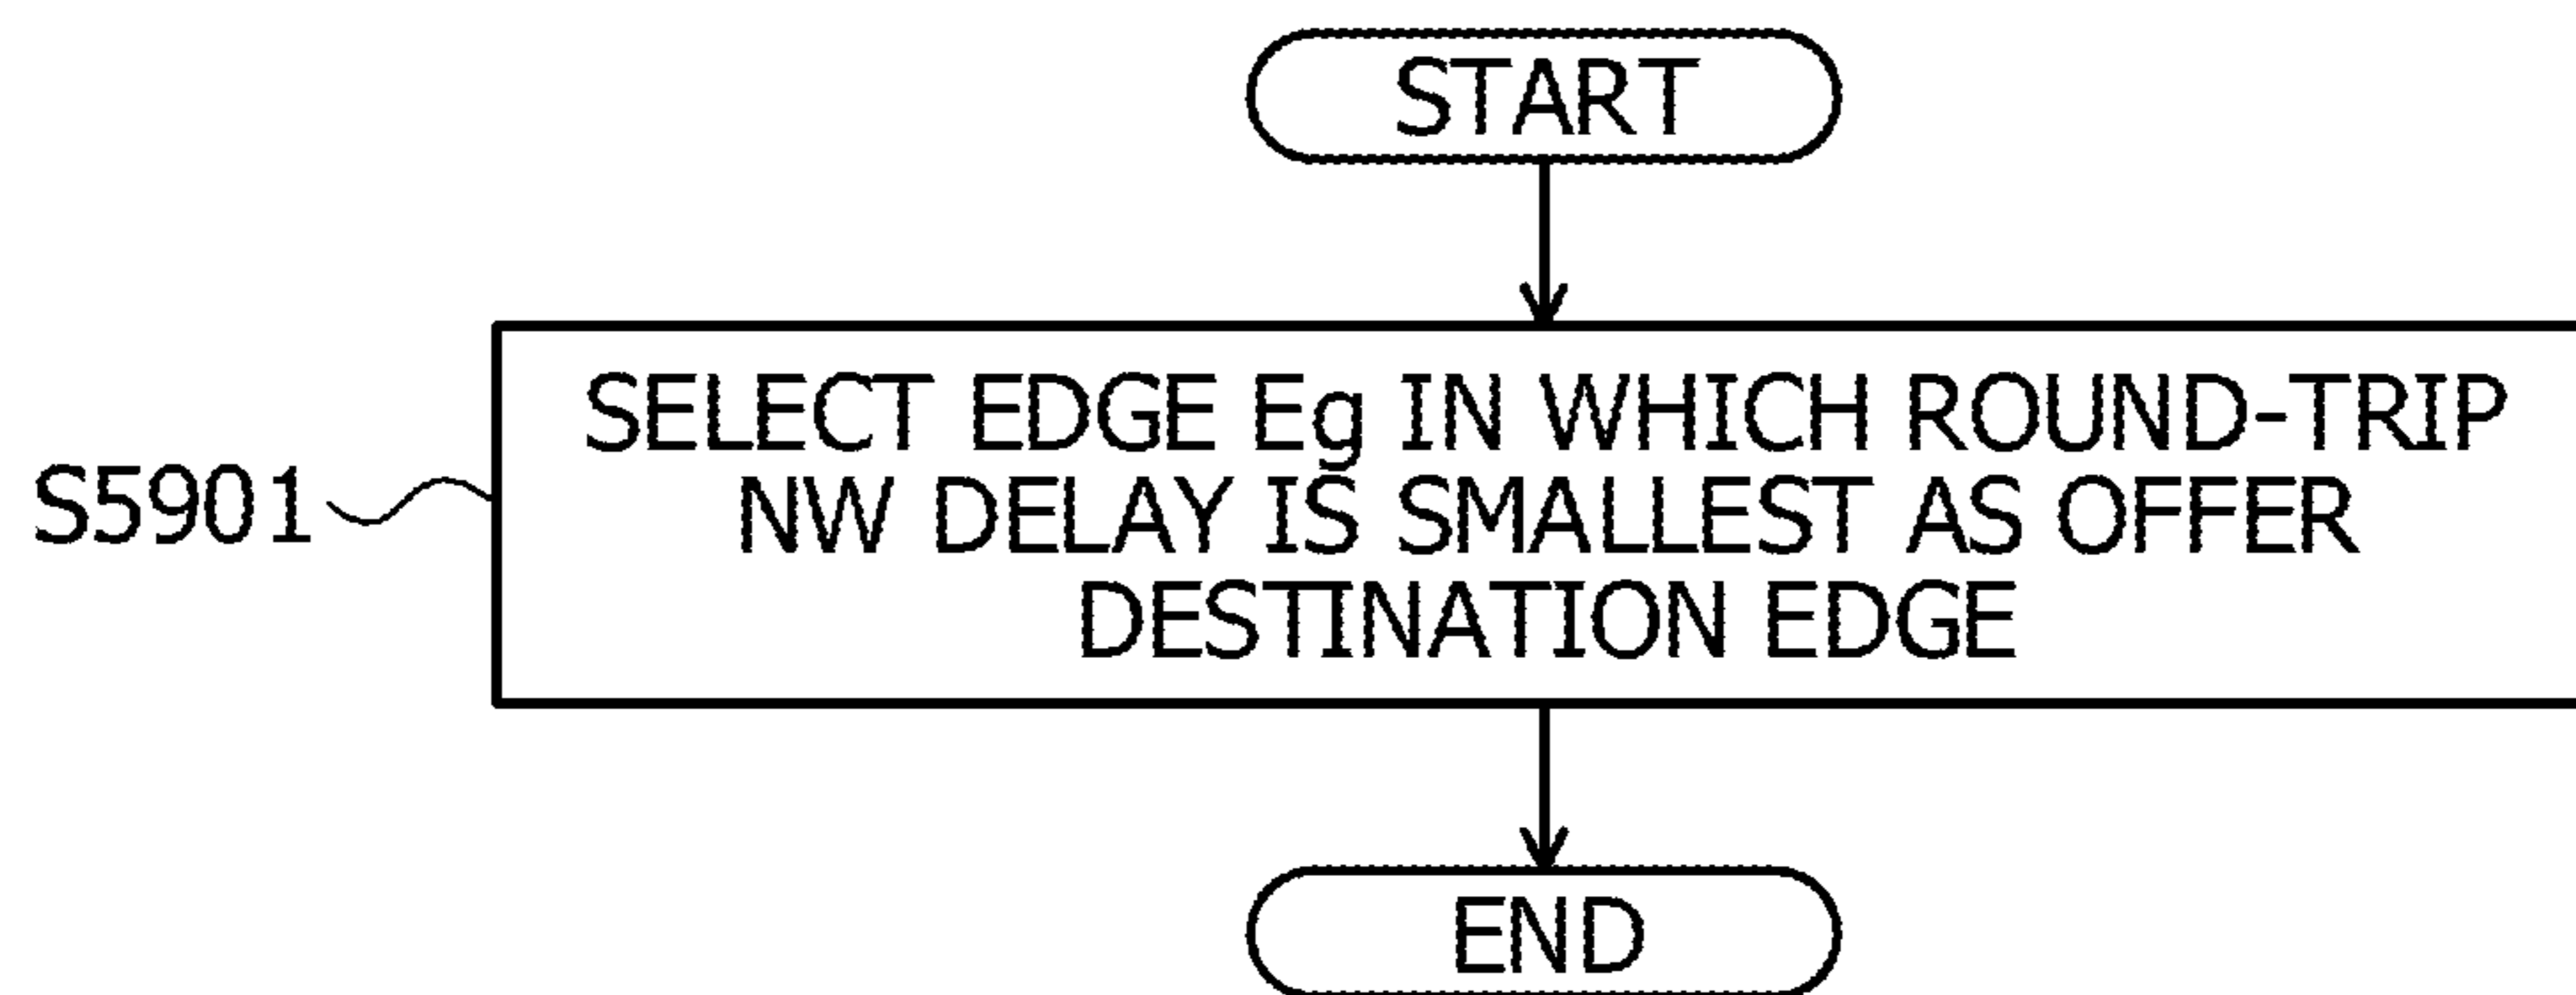 START
S5901
SELECT EDGE Eg IN WHICH ROUND-TRIP
NW DELAY IS SMALLEST AS OFFER
DESTINATION EDGE
END